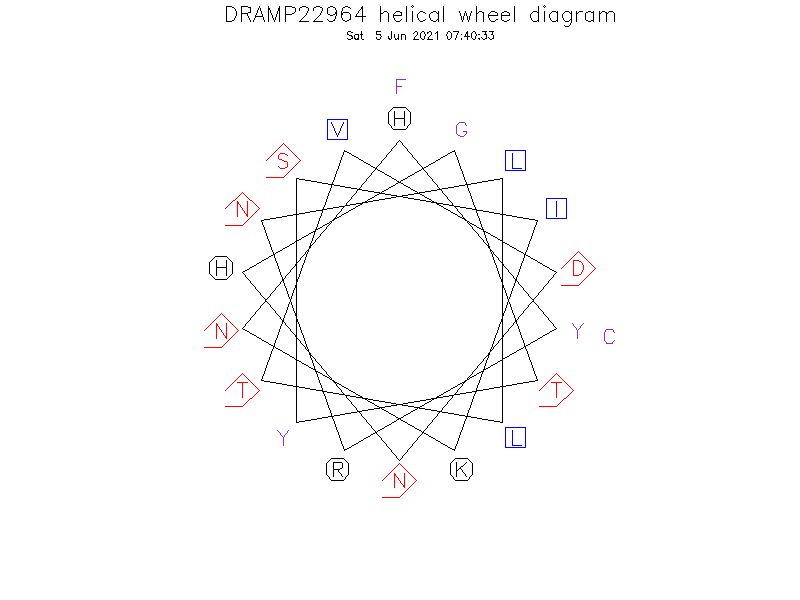 DRAMP22964 helical wheel diagram
Sat 5 Jun 2021 07:40:33
F
V H G
S L
N I
H D
N Y C
T T
Y L
R N K